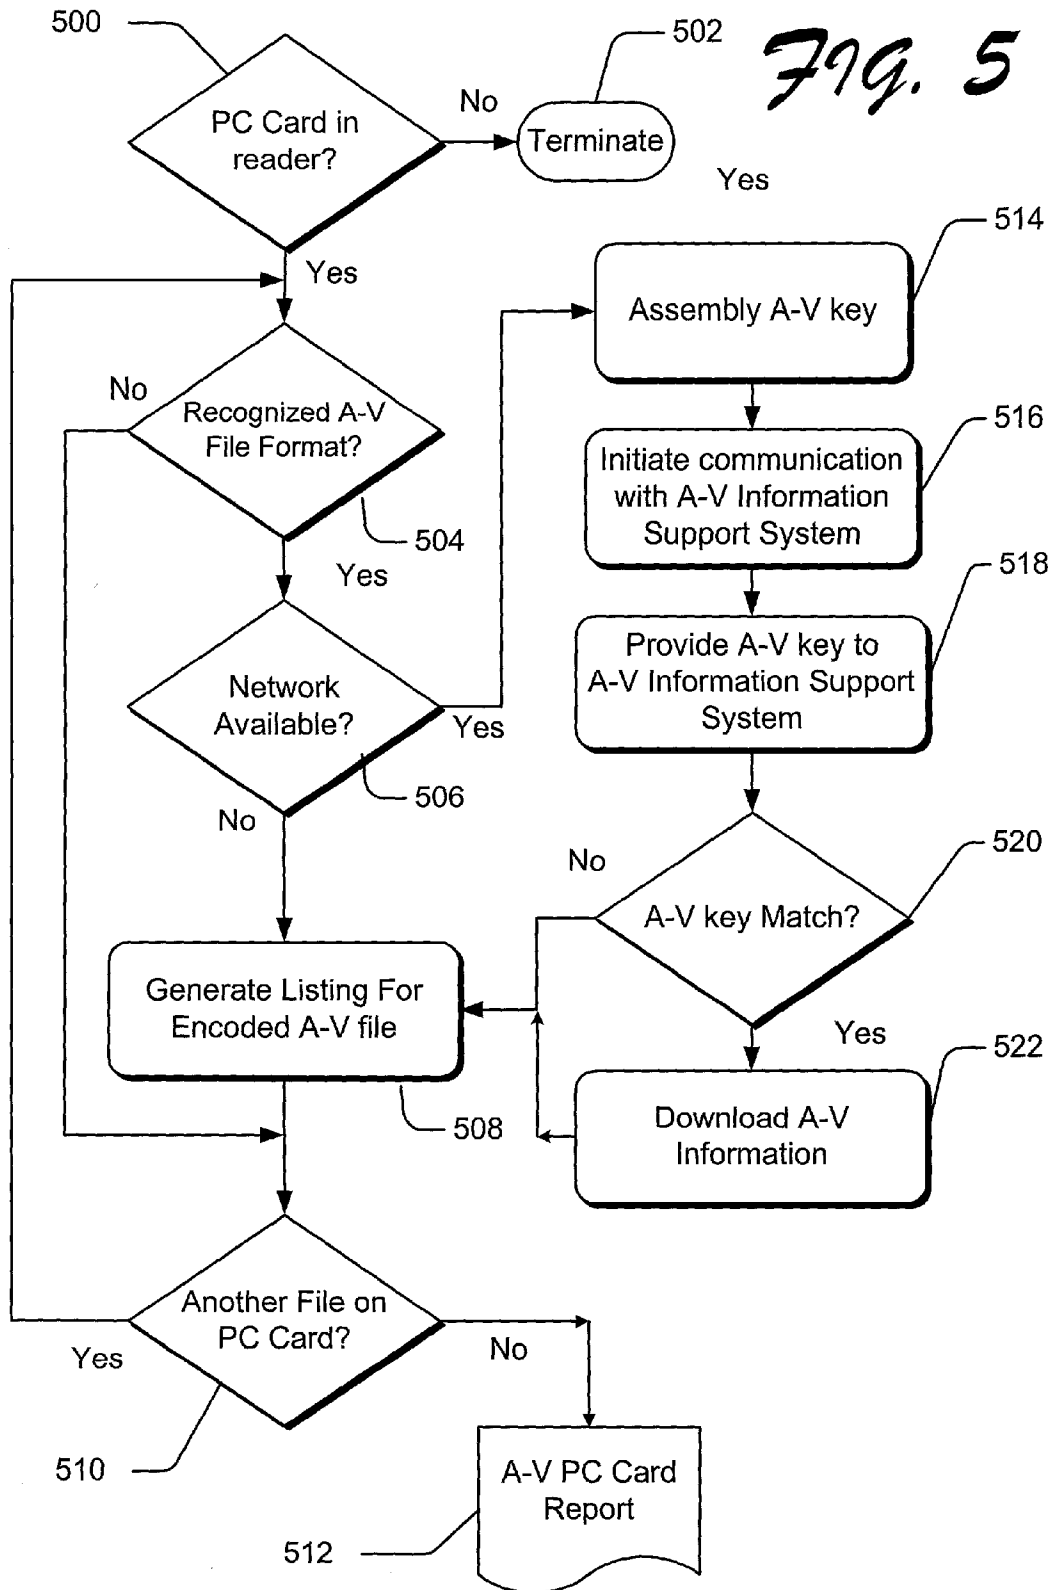 FIG. 5
500
PC Card in
reader?
No
502
Terminate
Yes
Yes
514
Assembly A-V key
No
Recognized A-V
File Format?
504
Yes
516
Initiate communication
with A-V Information
Support System
518
Provide A-V key to
A-V Information Support
System
Network
Available?
Yes
506
No
520
No
A-V key Match?
Yes
Generate Listing For
Encoded A-V file
508
522
Download A-V
Information
Another File on
PC Card?
Yes
No
510
A-V PC Card
Report
512